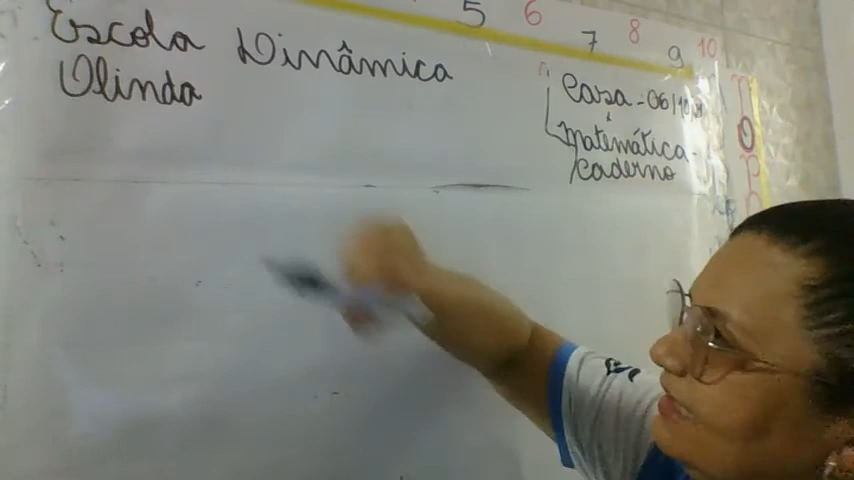 5 6 7 8 9 10
Escola Dinâmica
Olinda
Casa - 06/10
Matemática -
caderno